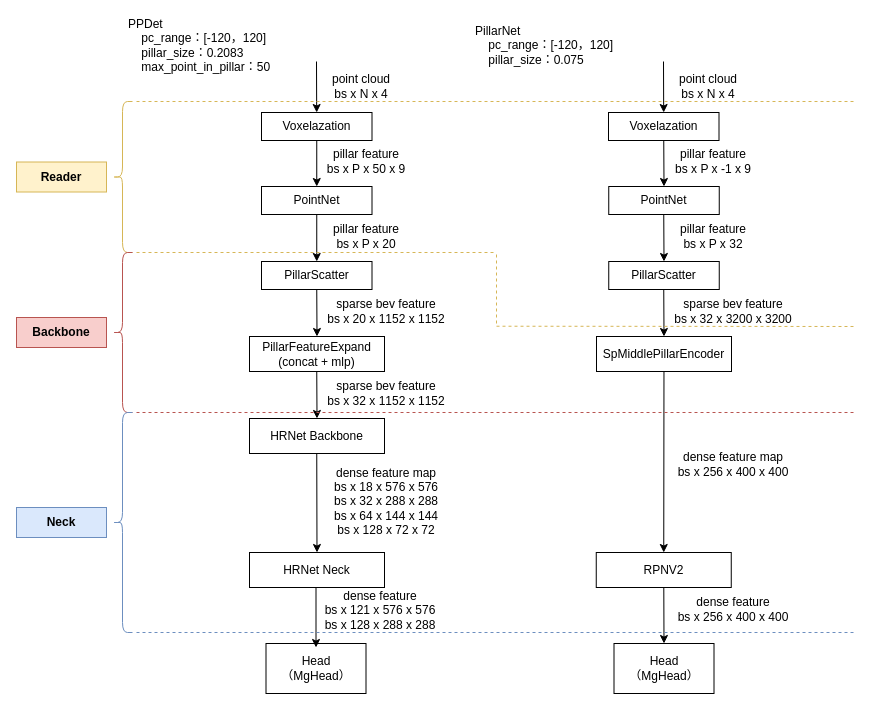 PPDet
pc_range：[-120，120]
pillar_size：0.2083
max_point_in_pillar：50
point cloud
bs x N x 4
Voxelazation
pillar feature
bs x P x 50 x 9
PointNet
pillar feature
bs x P x 20
PillarScatter
sparse bev feature
bs x 20 x 1152 x 1152
PillarFeatureExpand
(concat + mlp)
sparse bev feature
bs x 32 x 1152 x 1152
HRNet Backbone
dense feature map
bs x 18 x 576 x 576
bs x 32 x 288 x 288
bs x 64 x 144 x 144
bs x 128 x 72 x 72
HRNet Neck
dense feature
bs x 121 x 576 x 576
bs x 128 x 288 x 288
Head
（MgHead）
PillarNet
pc_range：[-120，120]
pillar_size：0.075
point cloud
bs x N x 4
Voxelazation
pillar feature
bs x P x -1 x 9
PointNet
pillar feature
bs x P x 32
PillarScatter
sparse bev feature
bs x 32 x 3200 x 3200
SpMiddlePillarEncoder
dense feature map
bs x 256 x 400 x 400
RPNV2
dense feature
bs x 256 x 400 x 400
Head
（MgHead）
Reader
Backbone
Neck